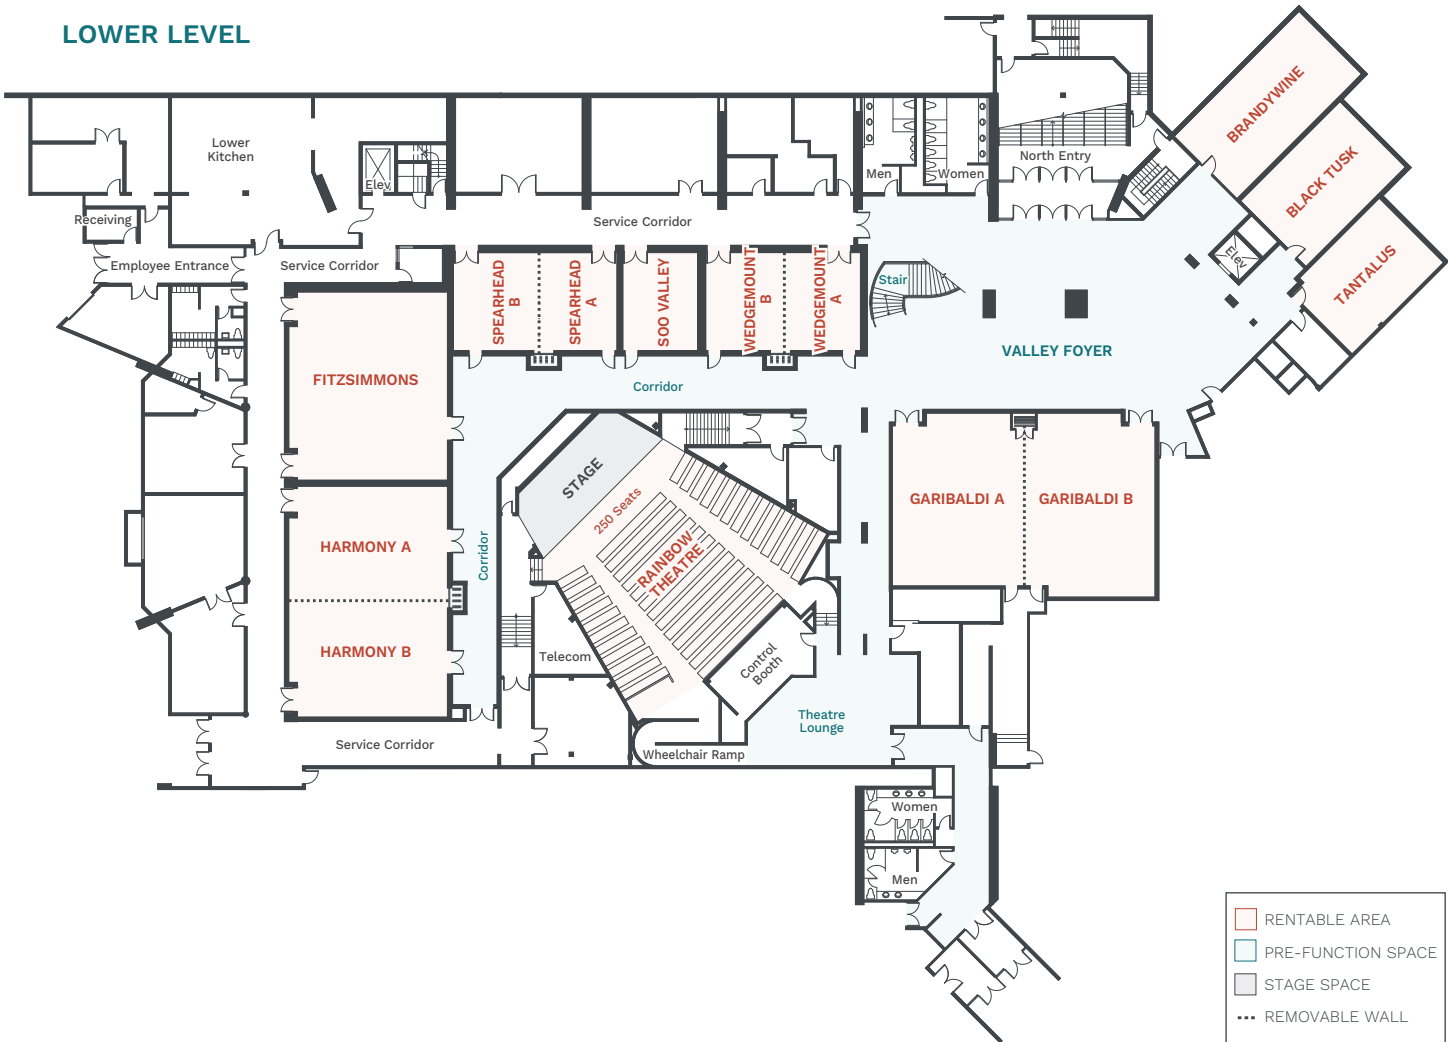 LOWER LEVEL
BRANDYWINE
BLACK TUSK
TANTALUS
Lower
Kitchen
Elev
Men
Women
North Entry
Receiving
Service Corridor
Employee Entrance
Service Corridor
Elev
Stair
SPEARHEAD
B
SPEARHEAD
A
SOO VALLEY
WEDGEMOUNT
B
WEDGEMOUNT
A
VALLEY FOYER
FITZSIMMONS
Corridor
STAGE
250 Seats
RAINBOW
THEATRE
GARIBALDI A
GARIBALDI B
HARMONY A
Corridor
HARMONY B
Telecom
Control
Booth
Theatre
Lounge
Service Corridor
Wheelchair Ramp
Women
Men
RENTABLE AREA
PRE-FUNCTION SPACE
STAGE SPACE
REMOVABLE WALL